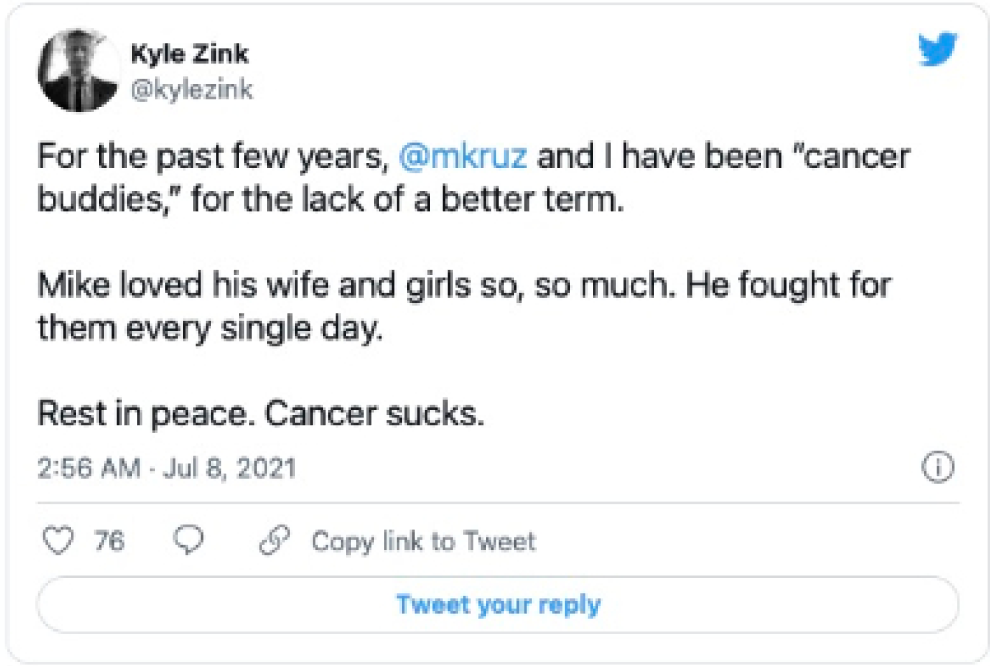 Kyle Zink
@kylezink
For the past few years, @mkruz and I have been “cancer
buddies,” for the lack of a better term.
Mike loved his wife and girls so, so much. He fought for
them every single day.
Rest in peace. Cancer sucks.
2:56 AM · Jul 8, 2021
76 Copy link to Tweet
Tweet your reply